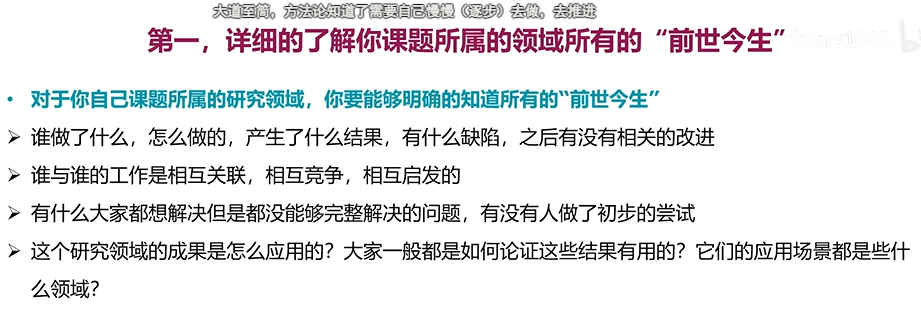 大道至简，方法论知道了需要自己慢慢（逐步）去做，去推进
第一，详细的了解你课题所属的领域所有的“前世今生”
• 对于你自己课题所属的研究领域，你要能够明确的知道所有的“前世今生”
➢ 谁做了什么，怎么做的，产生了什么结果，有什么缺陷，之后有没有相关的改进
➢ 谁与谁的工作是相互关联，相互竞争，相互启发的
➢ 有什么大家都想解决但是都没能够完整解决的问题，有没有人做了初步的尝试
➢ 这个研究领域的成果是怎么应用的？大家一般都是如何论证这些结果有用的？它们的应用场景都是些什
么领域？